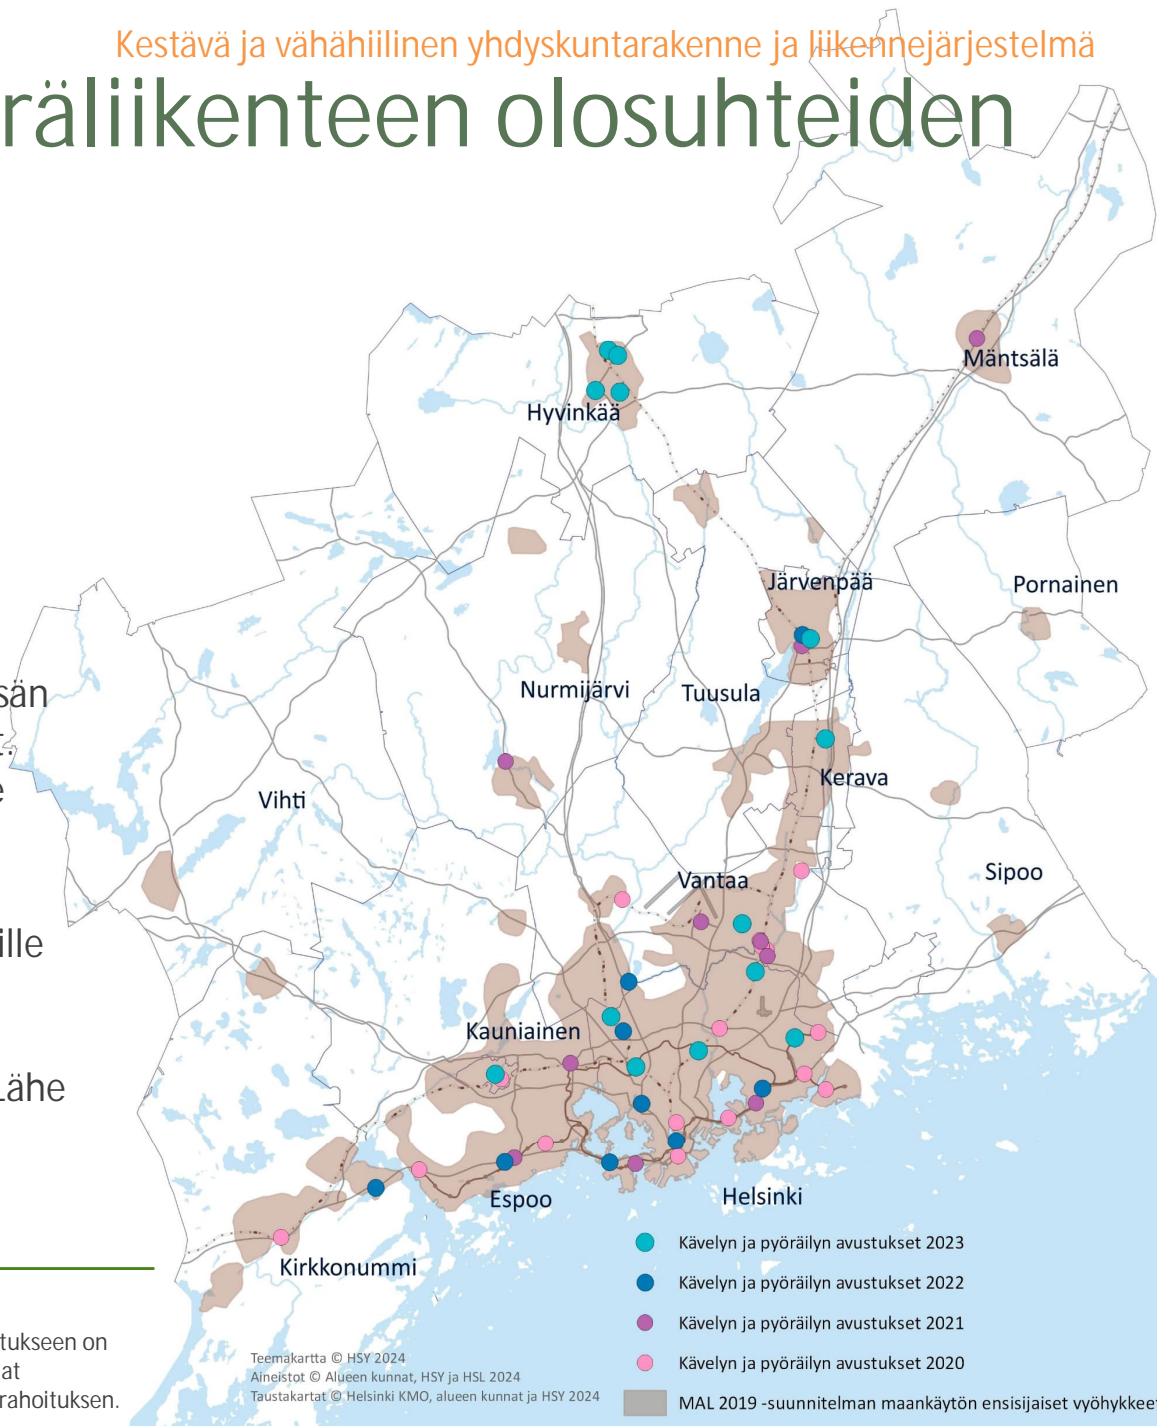 Kestävä ja vähähiilinen yhdyskuntarakenne ja liikennejärjestelmä
räliikenteen olosuhteiden
Mäntsälä
Hyvinkää
Järvenpää
Pornainen
sän
Nurmijärvi
Tuusula
t.
e
Kerava
Vihti
Sipoo
Vantaa
ille
Kauniainen
Lähe
Espoo
Helsinki
Kirkkonummi
Kävelyn ja pyöräilyn avustukset 2023
Kävelyn ja pyöräilyn avustukset 2022
Kävelyn ja pyöräilyn avustukset 2021
Kävelyn ja pyöräilyn avustukset 2020
MAL 2019 -suunnitelman maankäytön ensisijaiset vyöhykkeet
tukseen on
at
rahoituksen.
Teemakartta © HSY 2024
Aineistot © Alueen kunnat, HSY ja HSL 2024
Taustakartat © Helsinki KMO, alueen kunnat ja HSY 2024